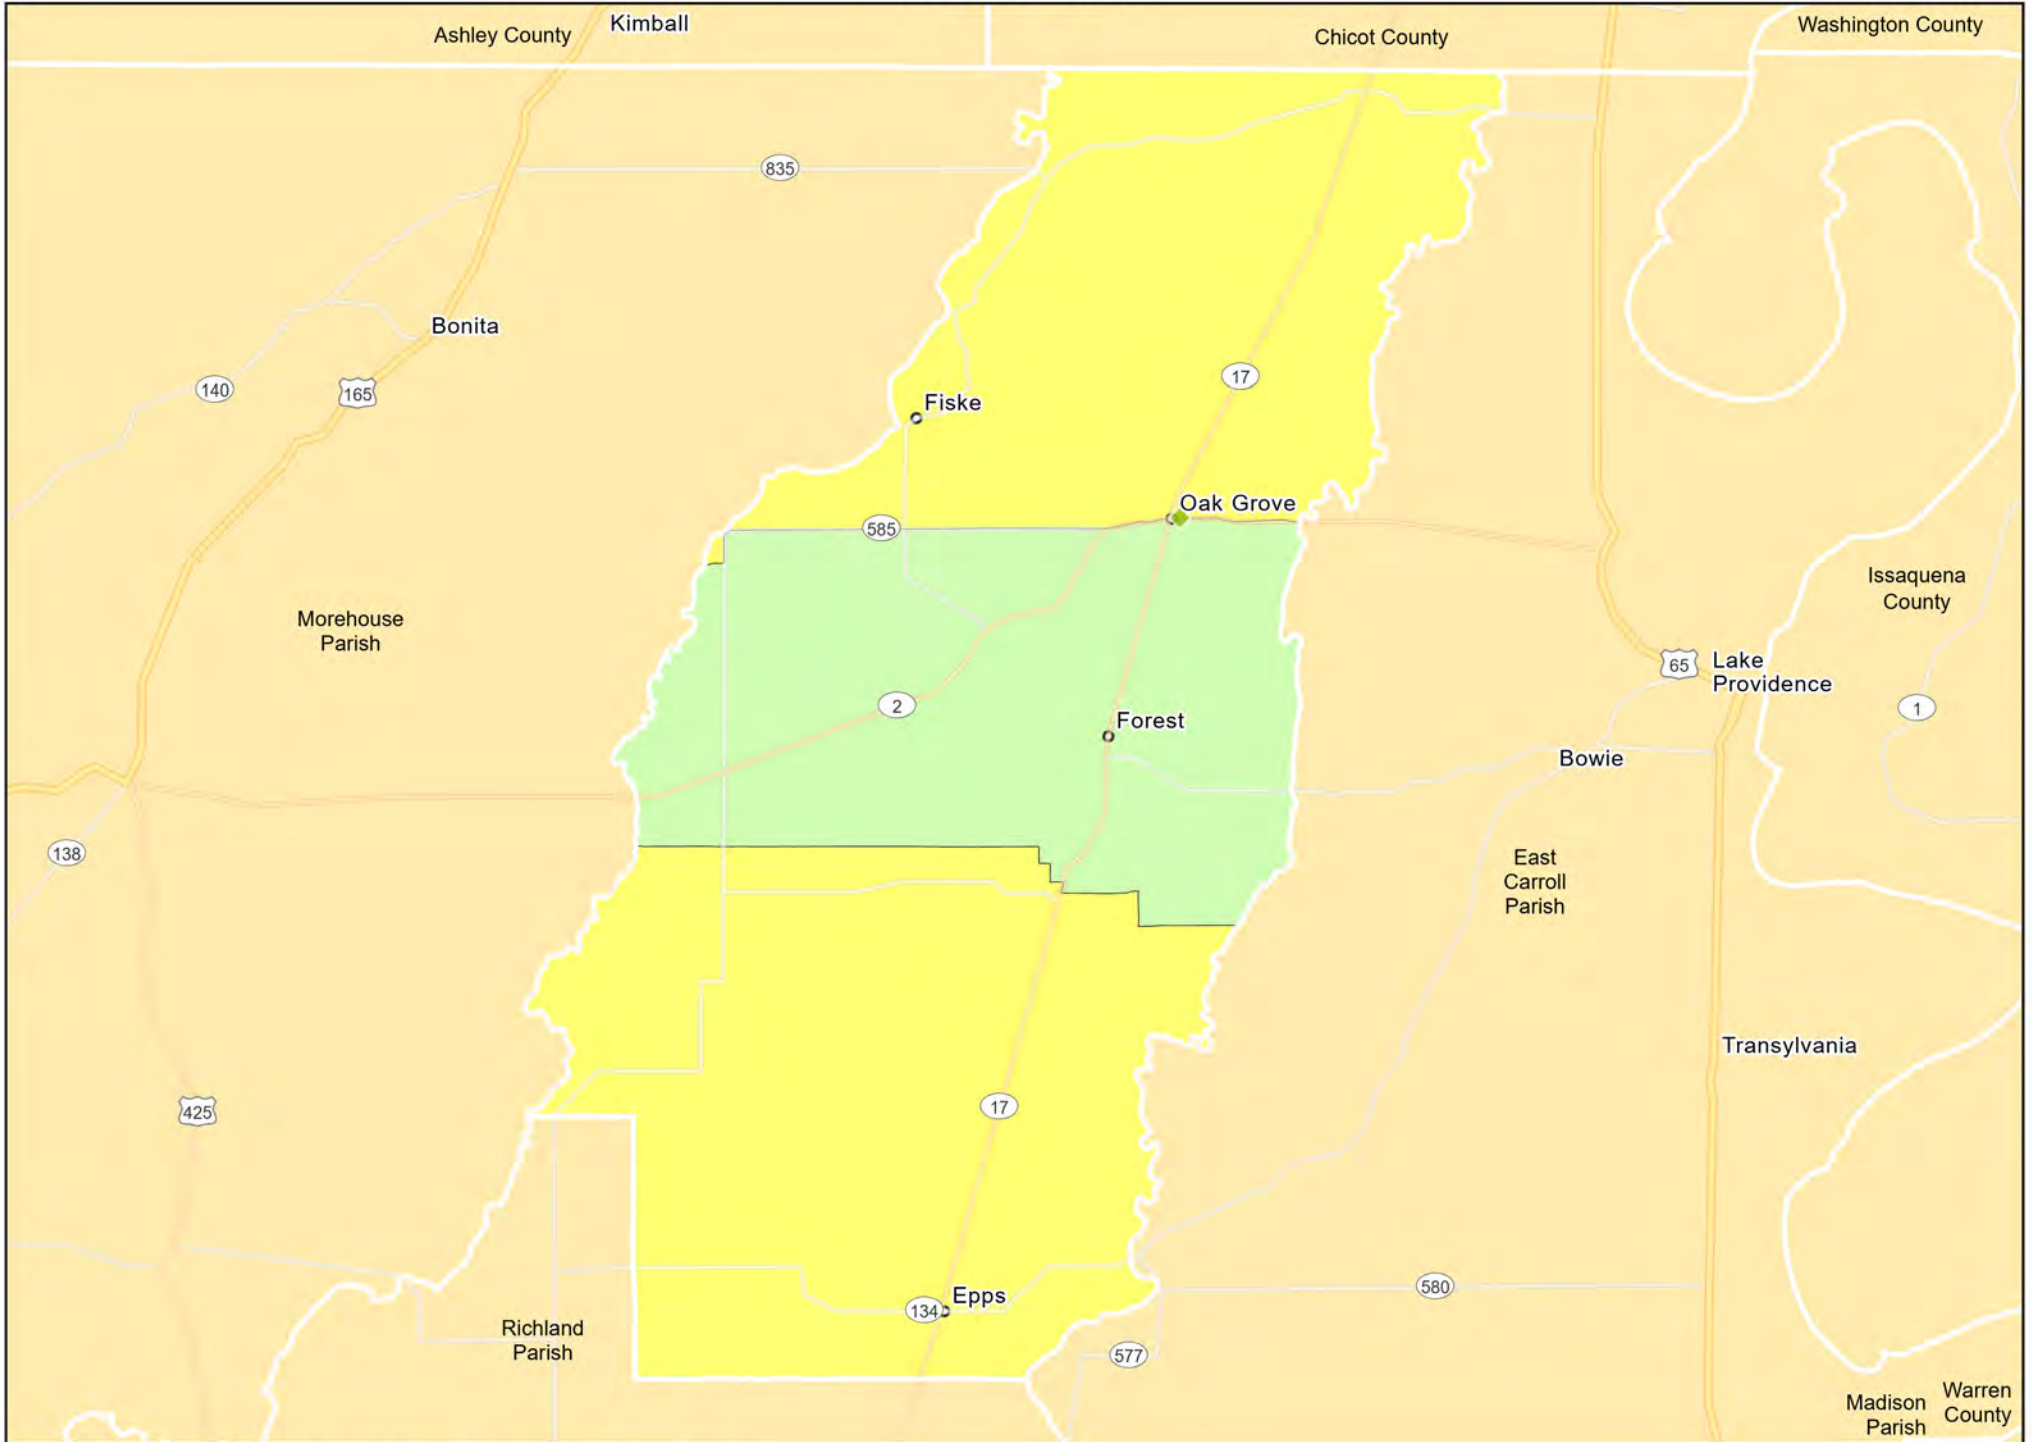 Kimball
Ashley County
Chicot County
Washington County
835
Bonita
140
165
17
Fiske
Oak Grove
585
Issaquena
County
Morehouse
Parish
65
Lake
Providence
2
1
Forest
Bowie
138
East
Carroll
Parish
Transylvania
425
17
580
Epps
134
Richland
Parish
577
Madison
Parish
Warren
County